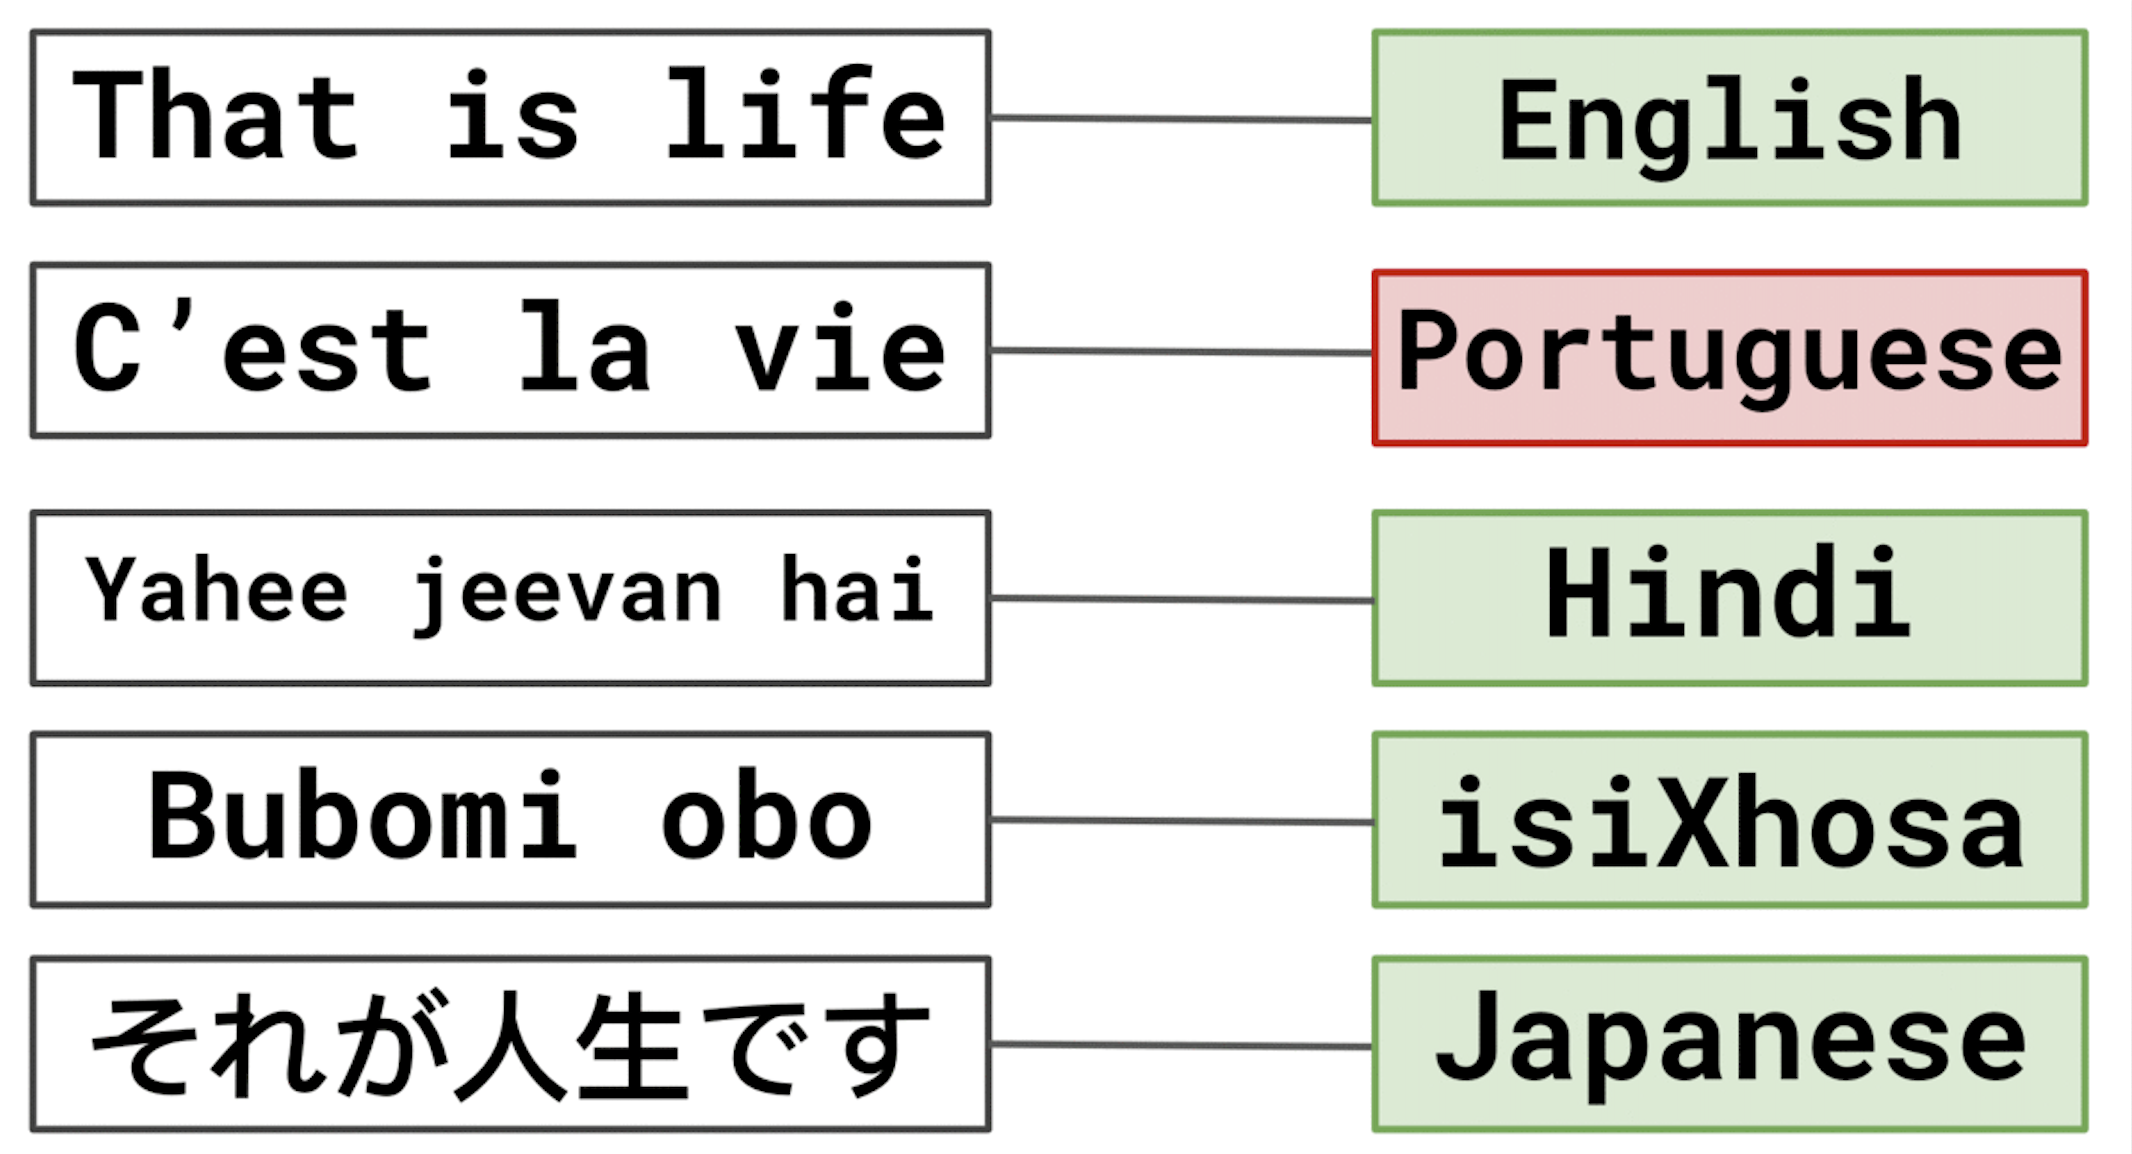 That is life
English
C’est la vie
Portuguese
Yahee jeevan hai
Hindi
Bubomi obo
isiXhosa
それが人生です
Japanese